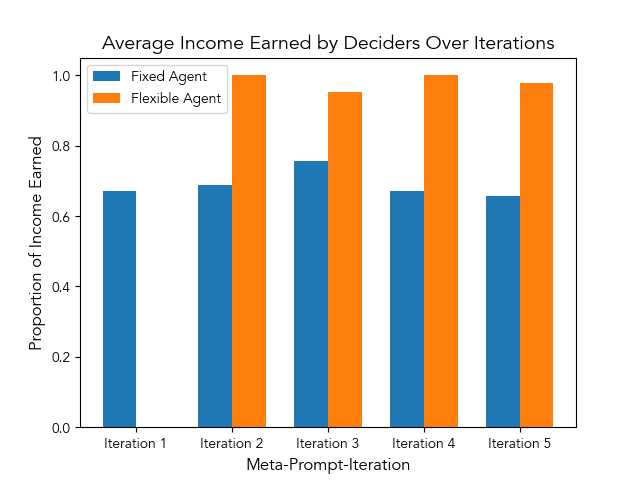 Average Income Earned by Deciders Over Iterations
Fixed Agent
Flexible Agent
Proportion of Income Earned
1.0
0.8
0.6
0.4
0.2
0.0
Iteration 1
Iteration 2
Iteration 3
Iteration 4
Iteration 5
Meta-Prompt-Iteration